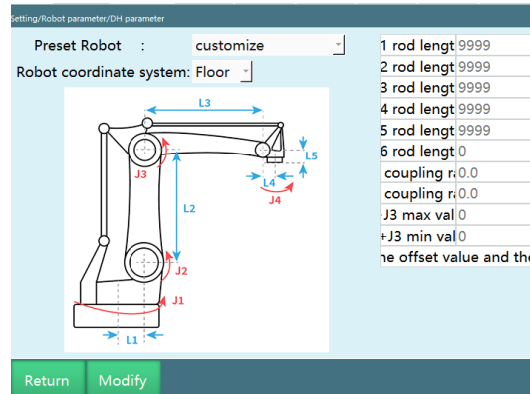 Setting/Robot parameter/DH parameter
Preset Robot : customize
Robot coordinate system: Floor
1 rod lengt 9999
2 rod lengt 9999
3 rod lengt 9999
4 rod lengt 9999
5 rod lengt 9999
6 rod lengt 0
coupling r 0.0
coupling r 0.0
J3 max val 0
+J3 min val 0
ne offset value and the
L3
J3
L4
L5
J4
L2
J2
J1
L1
Return Modify